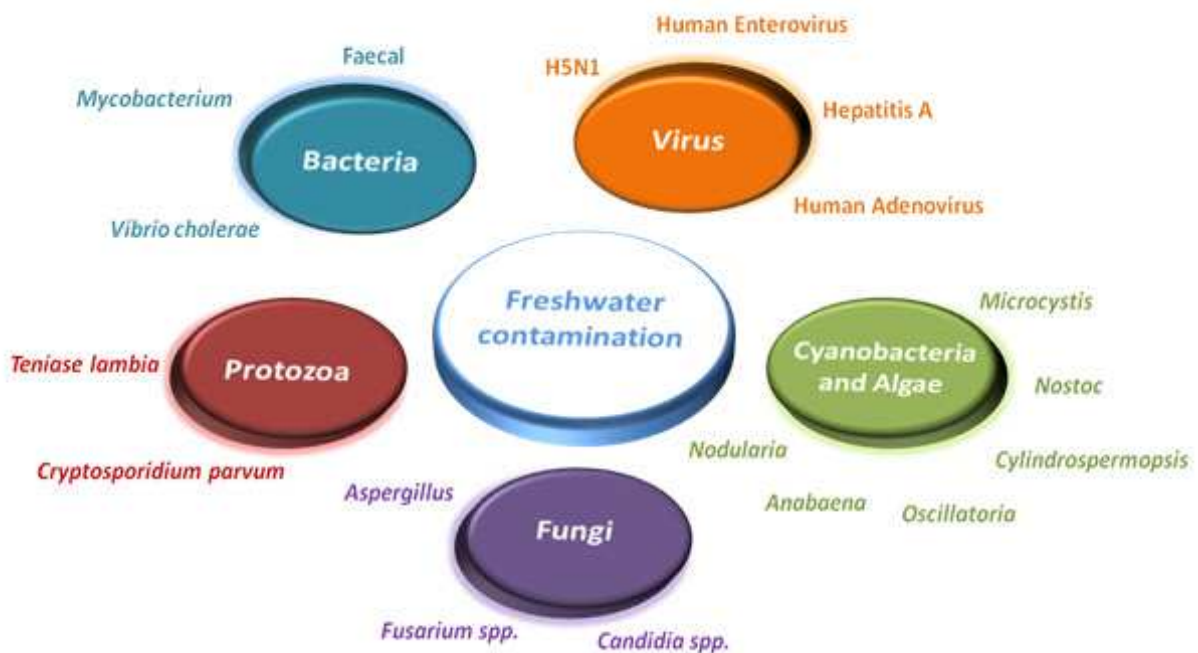 Human Enterovirus
Faecal
H5N1
Mycobacterium
Hepatitis A
Virus
Bacteria
Human Adenovirus
Vibrio cholerae
Freshwater
contamination
Microcystis
Teniase lambia
Protozoa
Cyanobacteria
and Algae
Nostoc
Nodularia
Cylindrospermopsis
Cryptosporidium parvum
Aspergillus
Anabaena
Oscillatoria
Fungi
Fusarium spp.
Candidia spp.